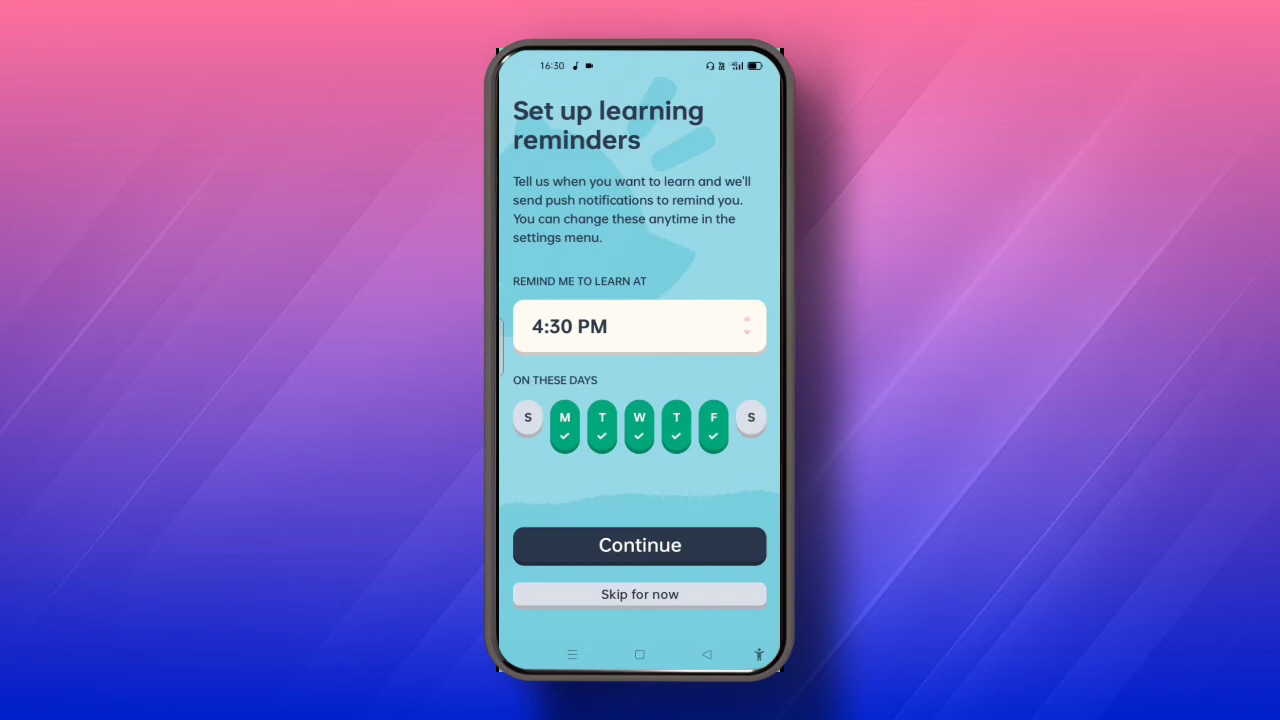 16:30
Set up learning
reminders
Tell us when you want to learn and we'll
send push notifications to remind you.
You can change these anytime in the
settings menu.
REMIND ME TO LEARN AT
4:30 PM
ON THESE DAYS
S M T W T F S
Continue
Skip for now